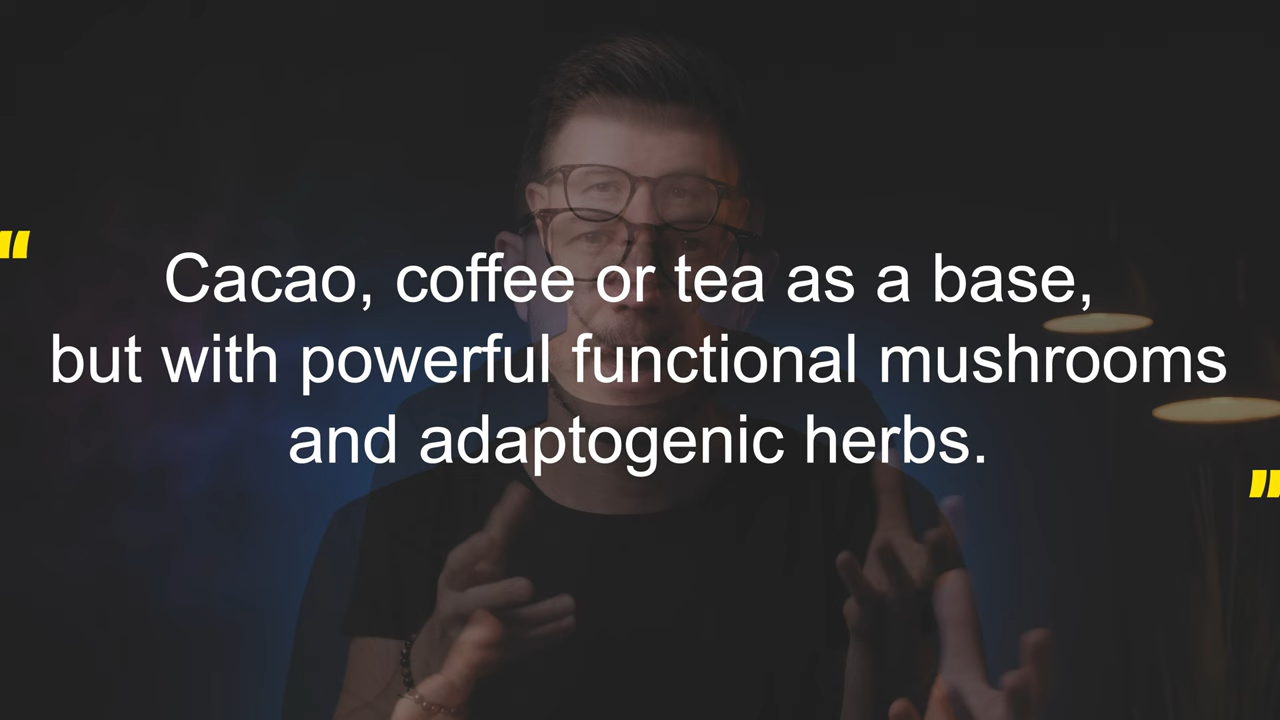 "
Cacao, coffee or tea as a base,
but with powerful functional mushrooms
and adaptogenic herbs.
"